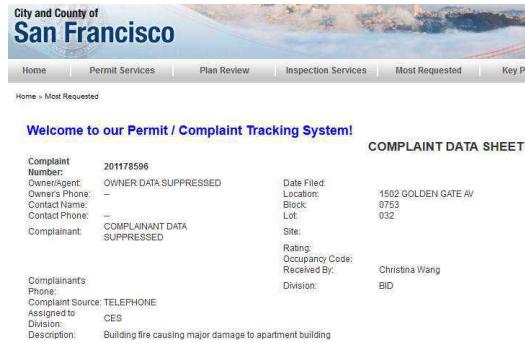 City and County of
San Francisco
Home Permit Services Plan Review Inspection Services Most Requested Key P
Home » Most Requested
Welcome to our Permit / Complaint Tracking System!
COMPLAINT DATA SHEET
Complaint
Number: 201178596
Owner/Agent: OWNER DATA SUPPRESSED Date Filed:
Owner's Phone: -- Location: 1502 GOLDEN GATE AV
Contact Name: Block: 0753
Contact Phone: -- Lot: 032
Complainant: COMPLAINANT DATA
SUPPRESSED Site:
Rating:
Occupancy Code:
Received By: Christina Wang
Complainant's
Phone: Division: BID
Complaint Source: TELEPHONE
Assigned to
Division: CES
Description: Building fire causing major damage to apartment building